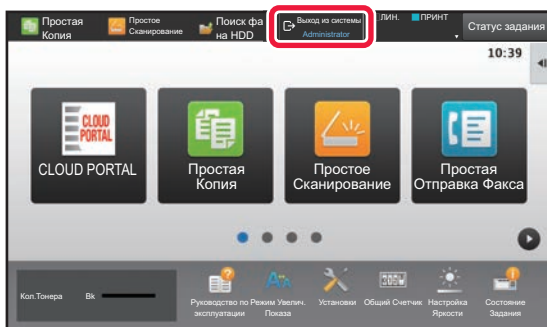 Простая
Копия
Простое
Сканирование
Поиск фа
на HDD
Выход из системы
Administrator
ЛИН.
ПРИНТ
Статус задания
10:39
CLOUD
PORTAL
CLOUD PORTAL
Простая
Копия
Простое
Сканирование
Простая
Отправка Факса
Кол.Тонера
Bk
Руководство по
эксплуатации
Режим Увелич.
Показа
Установки
Общий Счетчик
Настройка
Яркости
Состояние
Задания